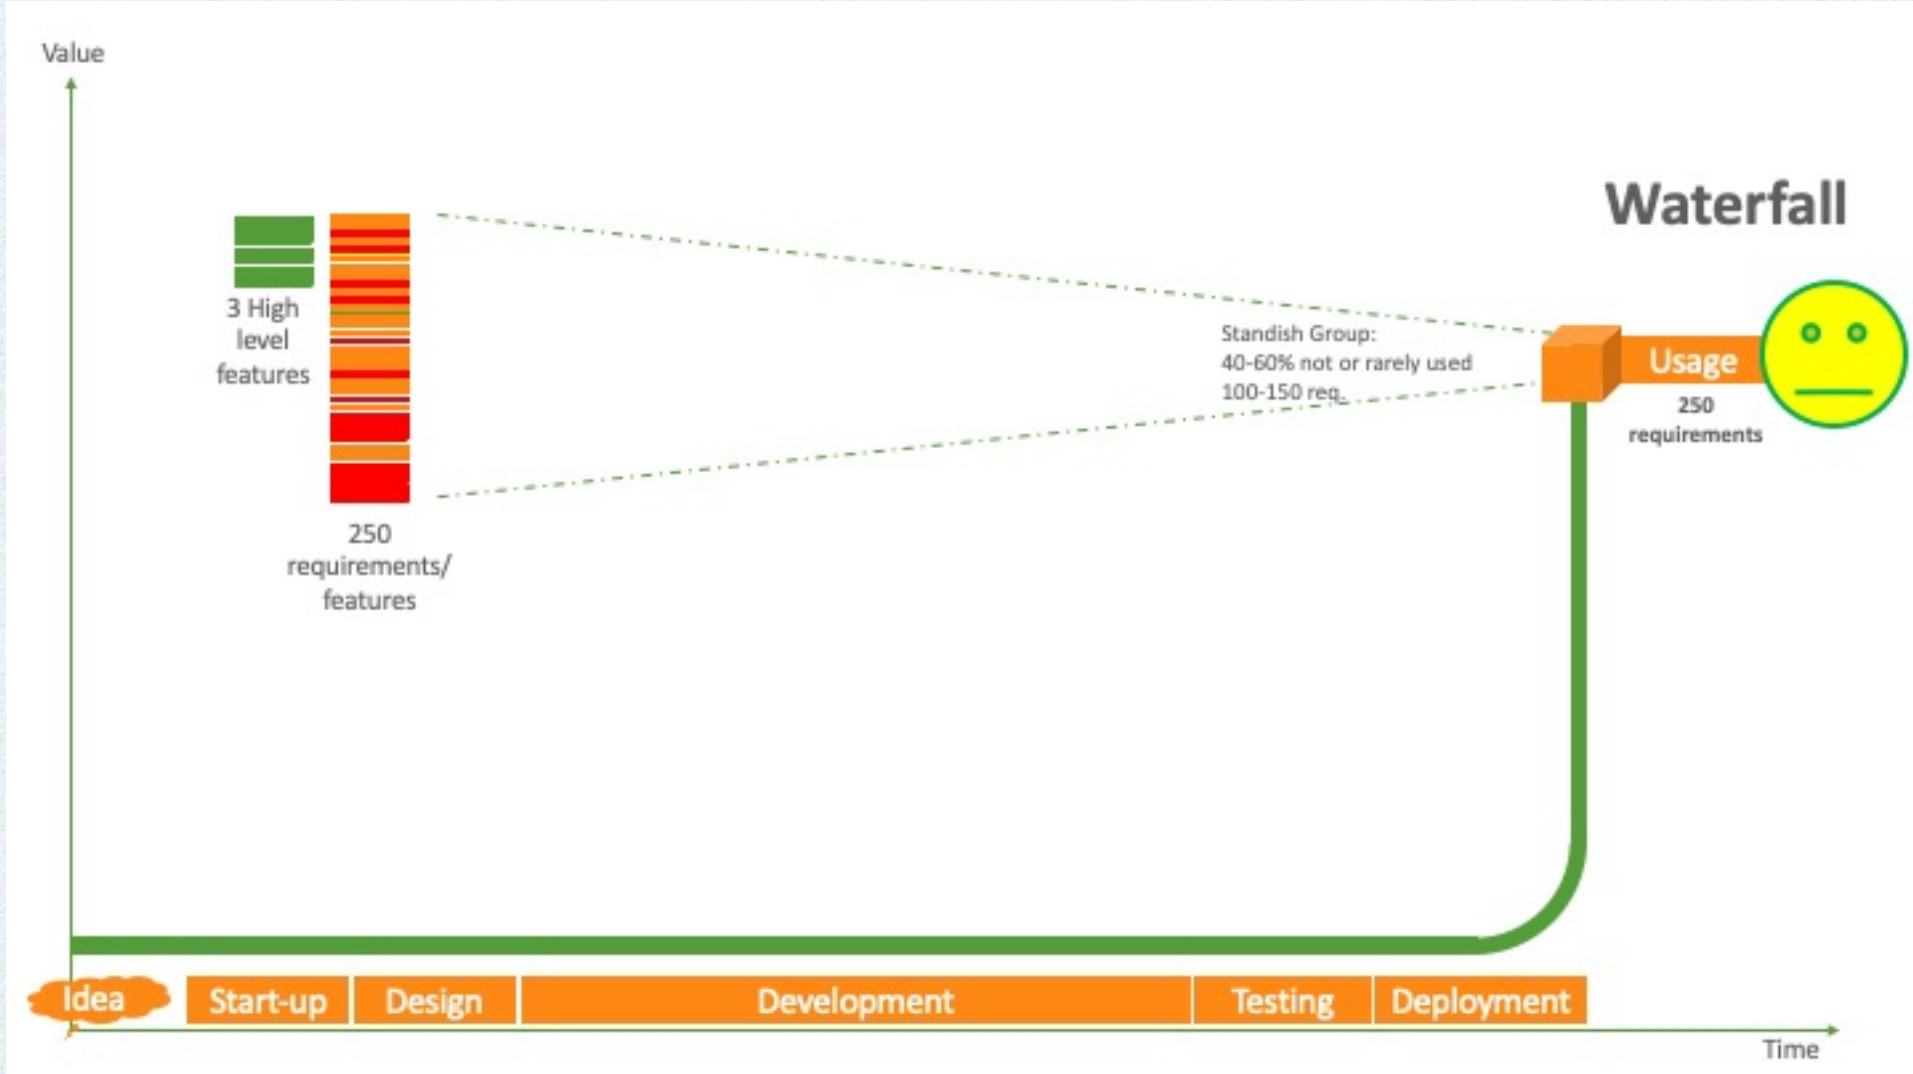 Value
Waterfall
3 High
level
features
Standish Group:
40-60% not or rarely used
100-150 req.
Usage
250
requirements
250
requirements/
features
Idea
Start-up
Design
Development
Testing
Deployment
Time